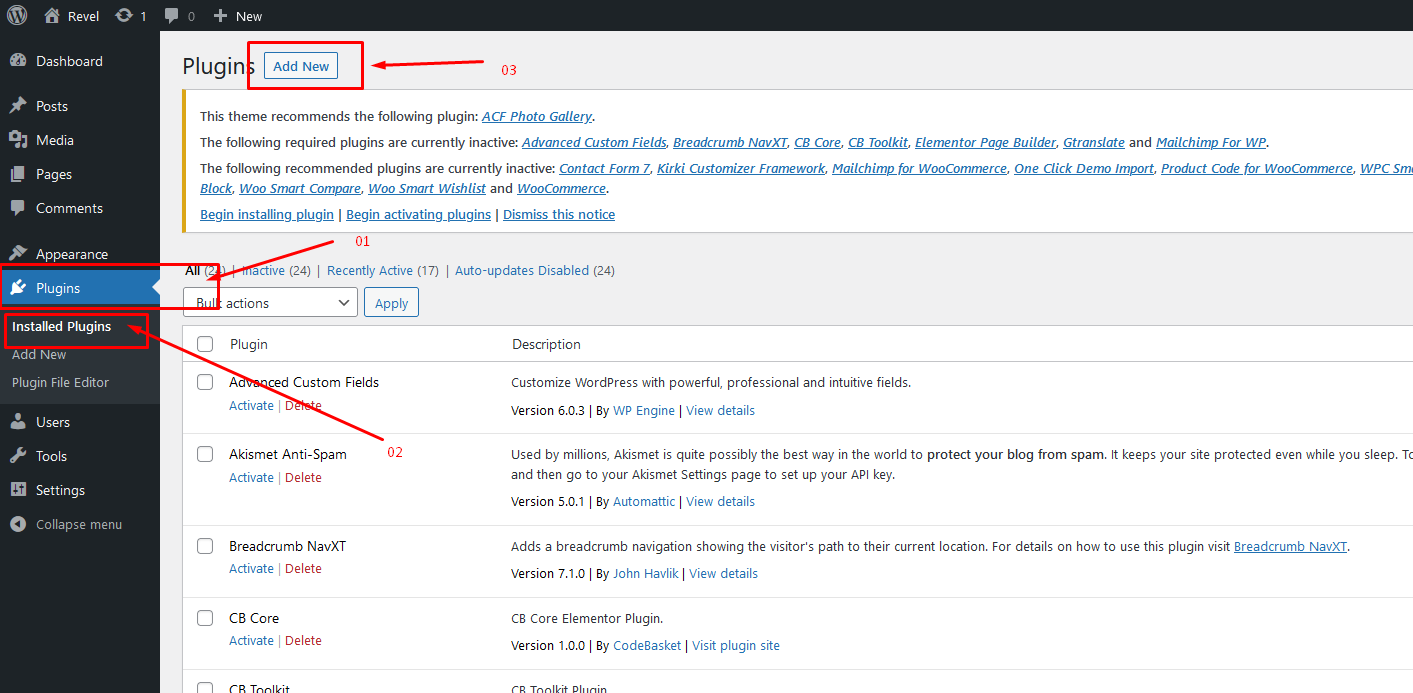 Revel 1 0 New
Dashboard
Posts
Media
Pages
Comments
Appearance
Plugins
Installed Plugins
Add New
Plugin File Editor
Users
Tools
Settings
Collapse menu
Plugins Add New
03
This theme recommends the following plugin: ACF Photo Gallery.
The following required plugins are currently inactive: Advanced Custom Fields, Breadcrumb NavXT, CB Core, CB Toolkit, Elementor Page Builder, Gtranslate and Mailchimp For WP.
The following recommended plugins are currently inactive: Contact Form 7, Kirki Customizer Framework, Mailchimp for WooCommerce, One Click Demo Import, Product Code for WooCommerce, WPC
Block, Woo Smart Compare, Woo Smart Wishlist and WooCommerce.
Begin installing plugin | Begin activating plugins | Dismiss this notice
01
All (24) | Inactive (24) | Recently Active (17) | Auto-updates Disabled (24)
Bulk actions Apply
Plugin Description
Advanced Custom Fields Customize WordPress with powerful, professional and intuitive fields.
Activate | Delete Version 6.0.3 | By WP Engine | View details
02
Akismet Anti-Spam Used by millions, Akismet is quite possibly the best way in the world to protect your blog from spam. It keeps your site protected even while you sleep.
Activate | Delete and then go to your Akismet Settings page to set up your API key.
Version 5.0.1 | By Automattic | View details
Breadcrumb NavXT Adds a breadcrumb navigation showing the visitor's path to their current location. For details on how to use this plugin visit Breadcrumb NavXT.
Activate | Delete Version 7.1.0 | By John Havlik | View details
CB Core CB Core Elementor Plugin.
Activate | Delete Version 1.0.0 | By CodeBasket | Visit plugin site
CB Toolkit CB Toolkit Plugin